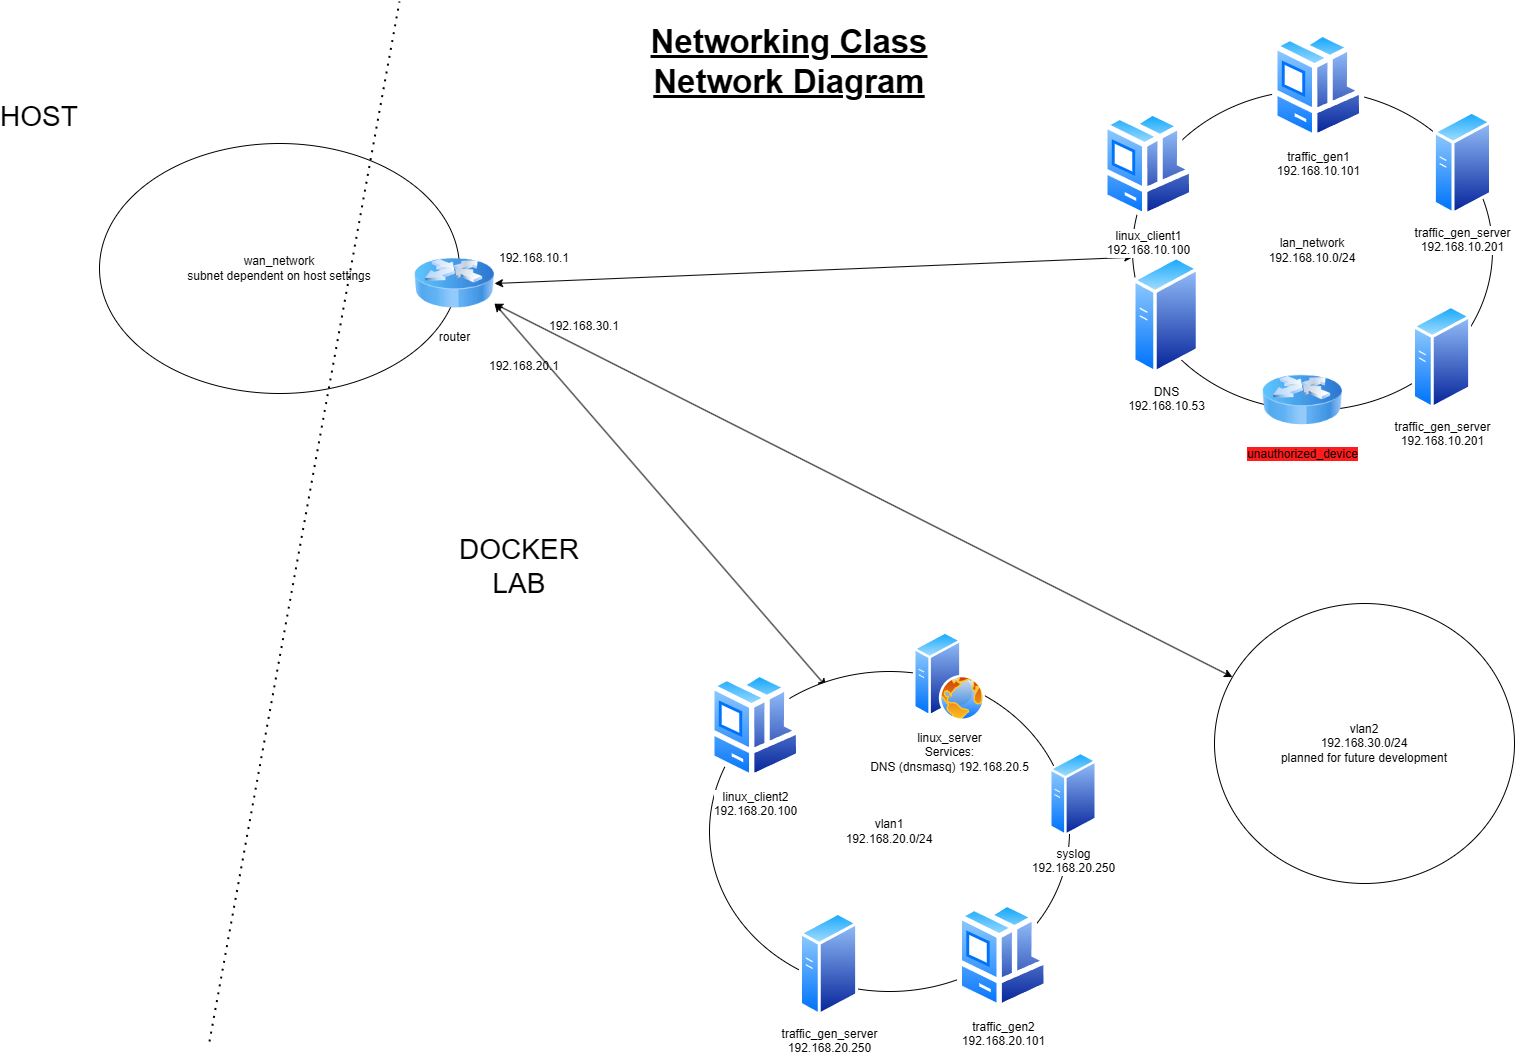 Networking Class
Network Diagram
HOST
traffic_gen1
192.168.10.101
linux_client1
192.168.10.100
traffic_gen_server
192.168.10.201
lan_network
192.168.10.0/24
wan_network
subnet dependent on host settings
192.168.10.1
router
192.168.30.1
192.168.20.1
DNS
192.168.10.53
traffic_gen_server
192.168.10.201
unauthorized_device
DOCKER
LAB
linux_server
Services:
DNS (dnsmasq) 192.168.20.5
vlan2
192.168.30.0/24
planned for future development
linux_client2
192.168.20.100
vlan1
192.168.20.0/24
syslog
192.168.20.250
traffic_gen_server
192.168.20.250
traffic_gen2
192.168.20.101